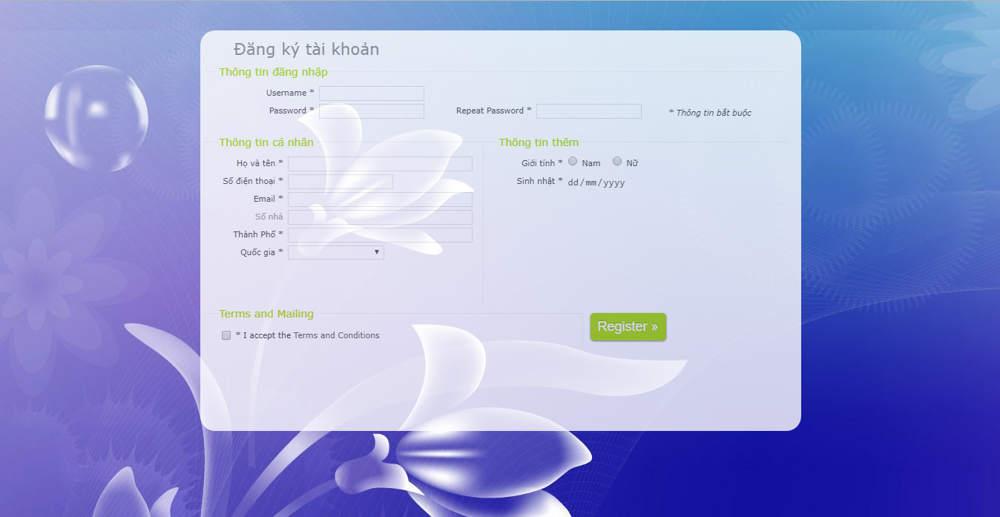 Đăng ký tài khoản
Thông tin đăng nhập
Username *
Password * Repeat Password * * Thông tin bắt buộc
Thông tin cá nhân Thông tin thêm
Họ và tên * Giới tính * Nam Nữ
Số điện thoại * Sinh nhật * dd/mm/yyyy
Email *
Số nhà
Thành Phố *
Quốc gia *
Terms and Mailing
Register »
* I accept the Terms and Conditions